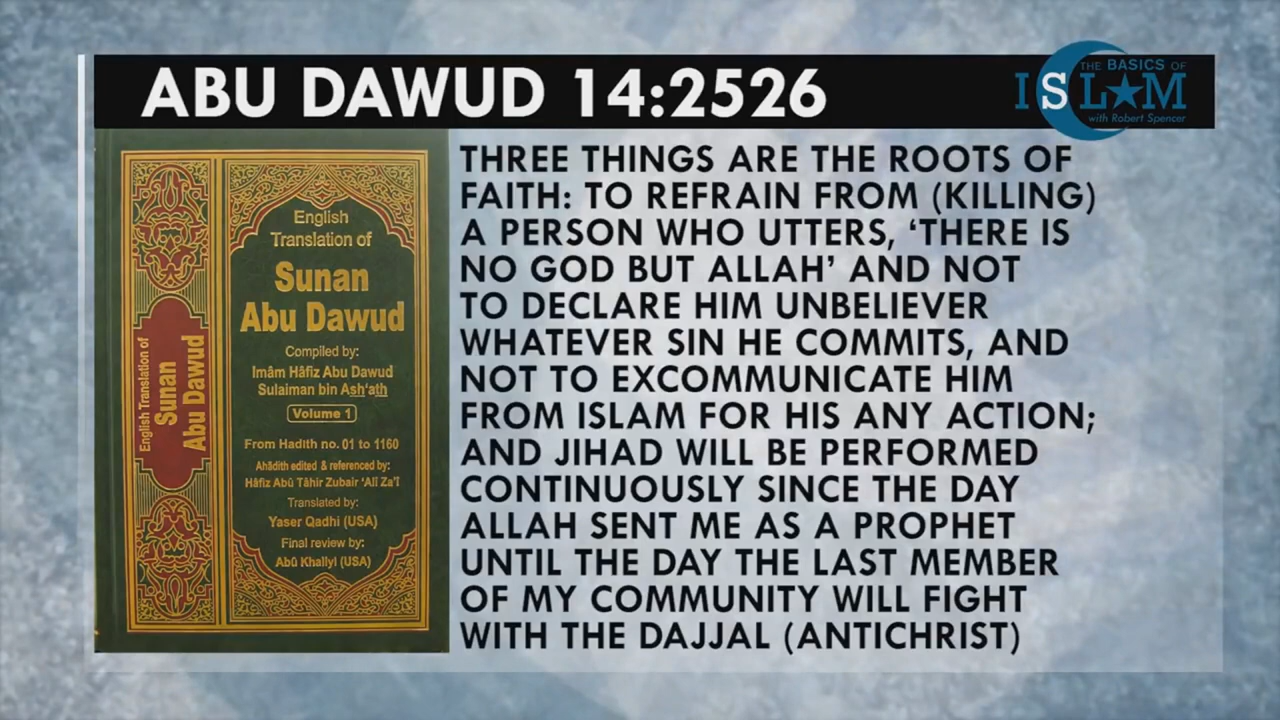 ABU DAWUD 14:2526
THE BASICS OF
ISLAM
with Robert Spencer
English Translation of
Sunan
Abu Dawud
English
Translation of
Sunan
Abu Dawud
Compiled by:
Imâm Hâfiz Abu Dawud
Sulaiman bin Ash'ath
Volume 1
From Hadith no. 01 to 1160
Ahâdith edited & referenced by:
Hâfiz Abû Tâhir Zubair 'Alî Za'î
Translated by:
Yaser Qadhi (USA)
Final review by:
Abû Khaliyl (USA)
THREE THINGS ARE THE ROOTS OF
FAITH: TO REFRAIN FROM (KILLING)
A PERSON WHO UTTERS, ‘THERE IS
NO GOD BUT ALLAH’ AND NOT
TO DECLARE HIM UNBELIEVER
WHATEVER SIN HE COMMITS, AND
NOT TO EXCOMMUNICATE HIM
FROM ISLAM FOR HIS ANY ACTION;
AND JIHAD WILL BE PERFORMED
CONTINUOUSLY SINCE THE DAY
ALLAH SENT ME AS A PROPHET
UNTIL THE DAY THE LAST MEMBER
OF MY COMMUNITY WILL FIGHT
WITH THE DAJJAL (ANTICHRIST)